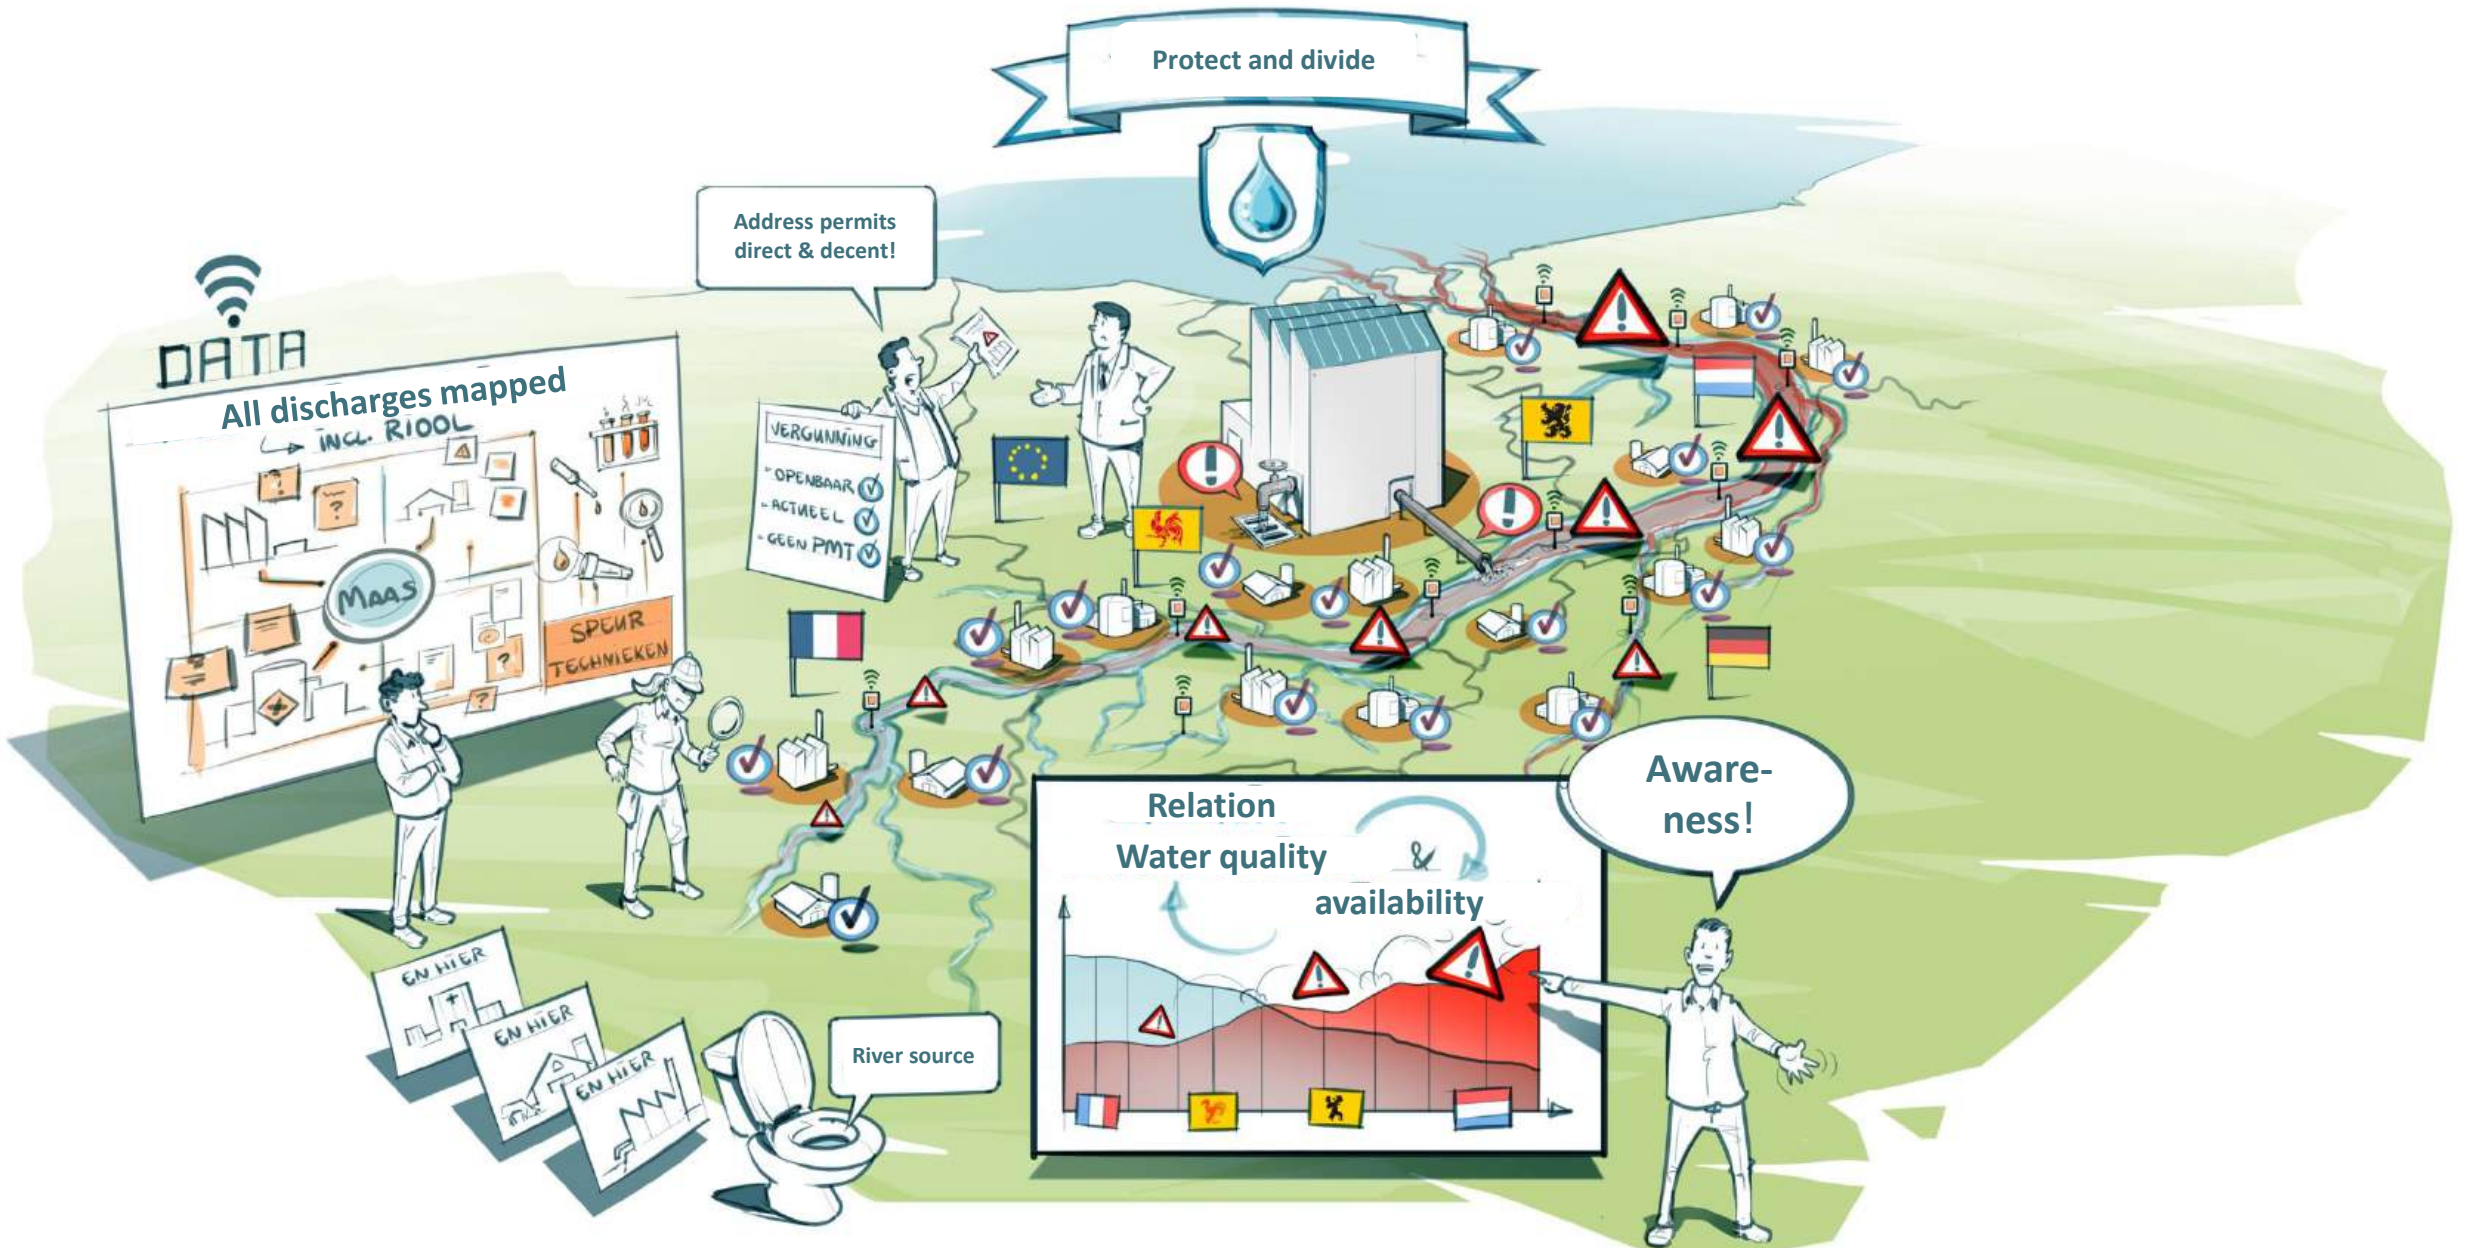 Protect and divide
Address permits
direct & decent!
DATA
All discharges mapped
INCL. RIOOL
MAAS
SPEUR
TECHNIEKEN
VERGUNNING
- OPENBAAR
- ACTUEEL
- GEEN PMT
Relation
Water quality
&
availability
Aware-
ness!
EN HIER
EN HIER
EN HIER
River source